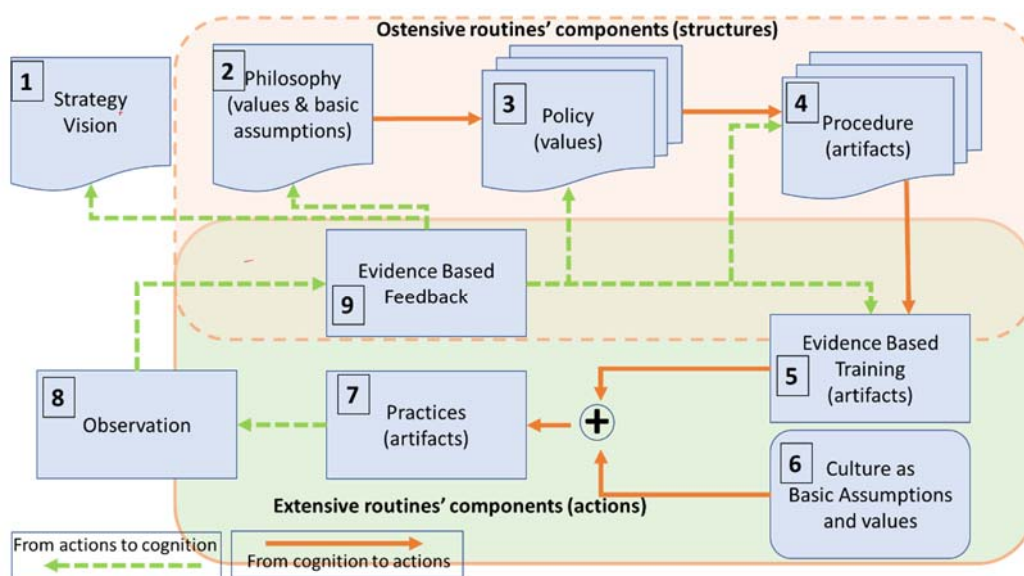 Ostensive routines' components (structures)
1
Strategy
Vision
2
Philosophy
(values & basic
assumptions)
3
Policy
(values)
4
Procedure
(artifacts)
Evidence Based
Feedback
9
Evidence Based
Training
(artifacts)
5
8
Observation
7
Practices
(artifacts)
+
6
Culture as
Basic Assumptions
and values
Extensive routines' components (actions)
From actions to cognition
From cognition to actions